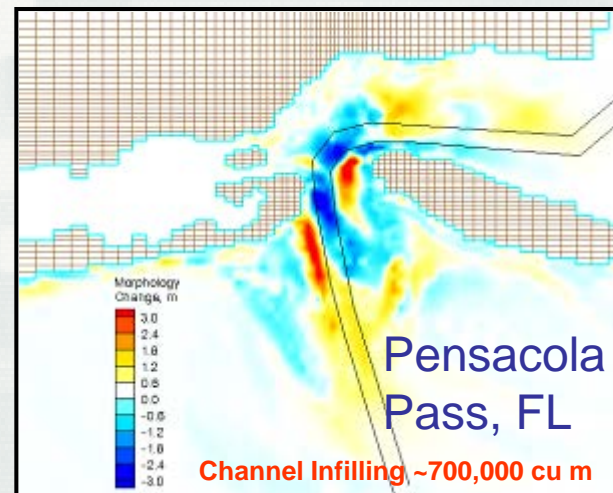 Morphology
Change, m
3.0
2.4
1.8
1.2
0.6
0.0
-0.6
-1.2
-1.8
-2.4
-3.0
Pensacola
Pass, FL
Channel Infilling ~700,000 cu m